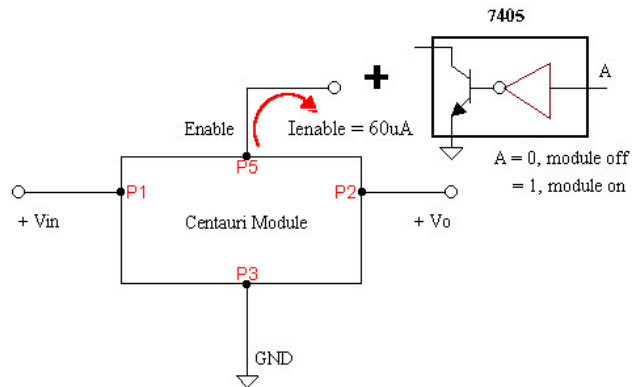 7405
A
Enable
Ienable = 60uA
A = 0, module off
= 1, module on
P5
P1
P2
+ Vin
Centauri Module
+ Vo
P3
GND